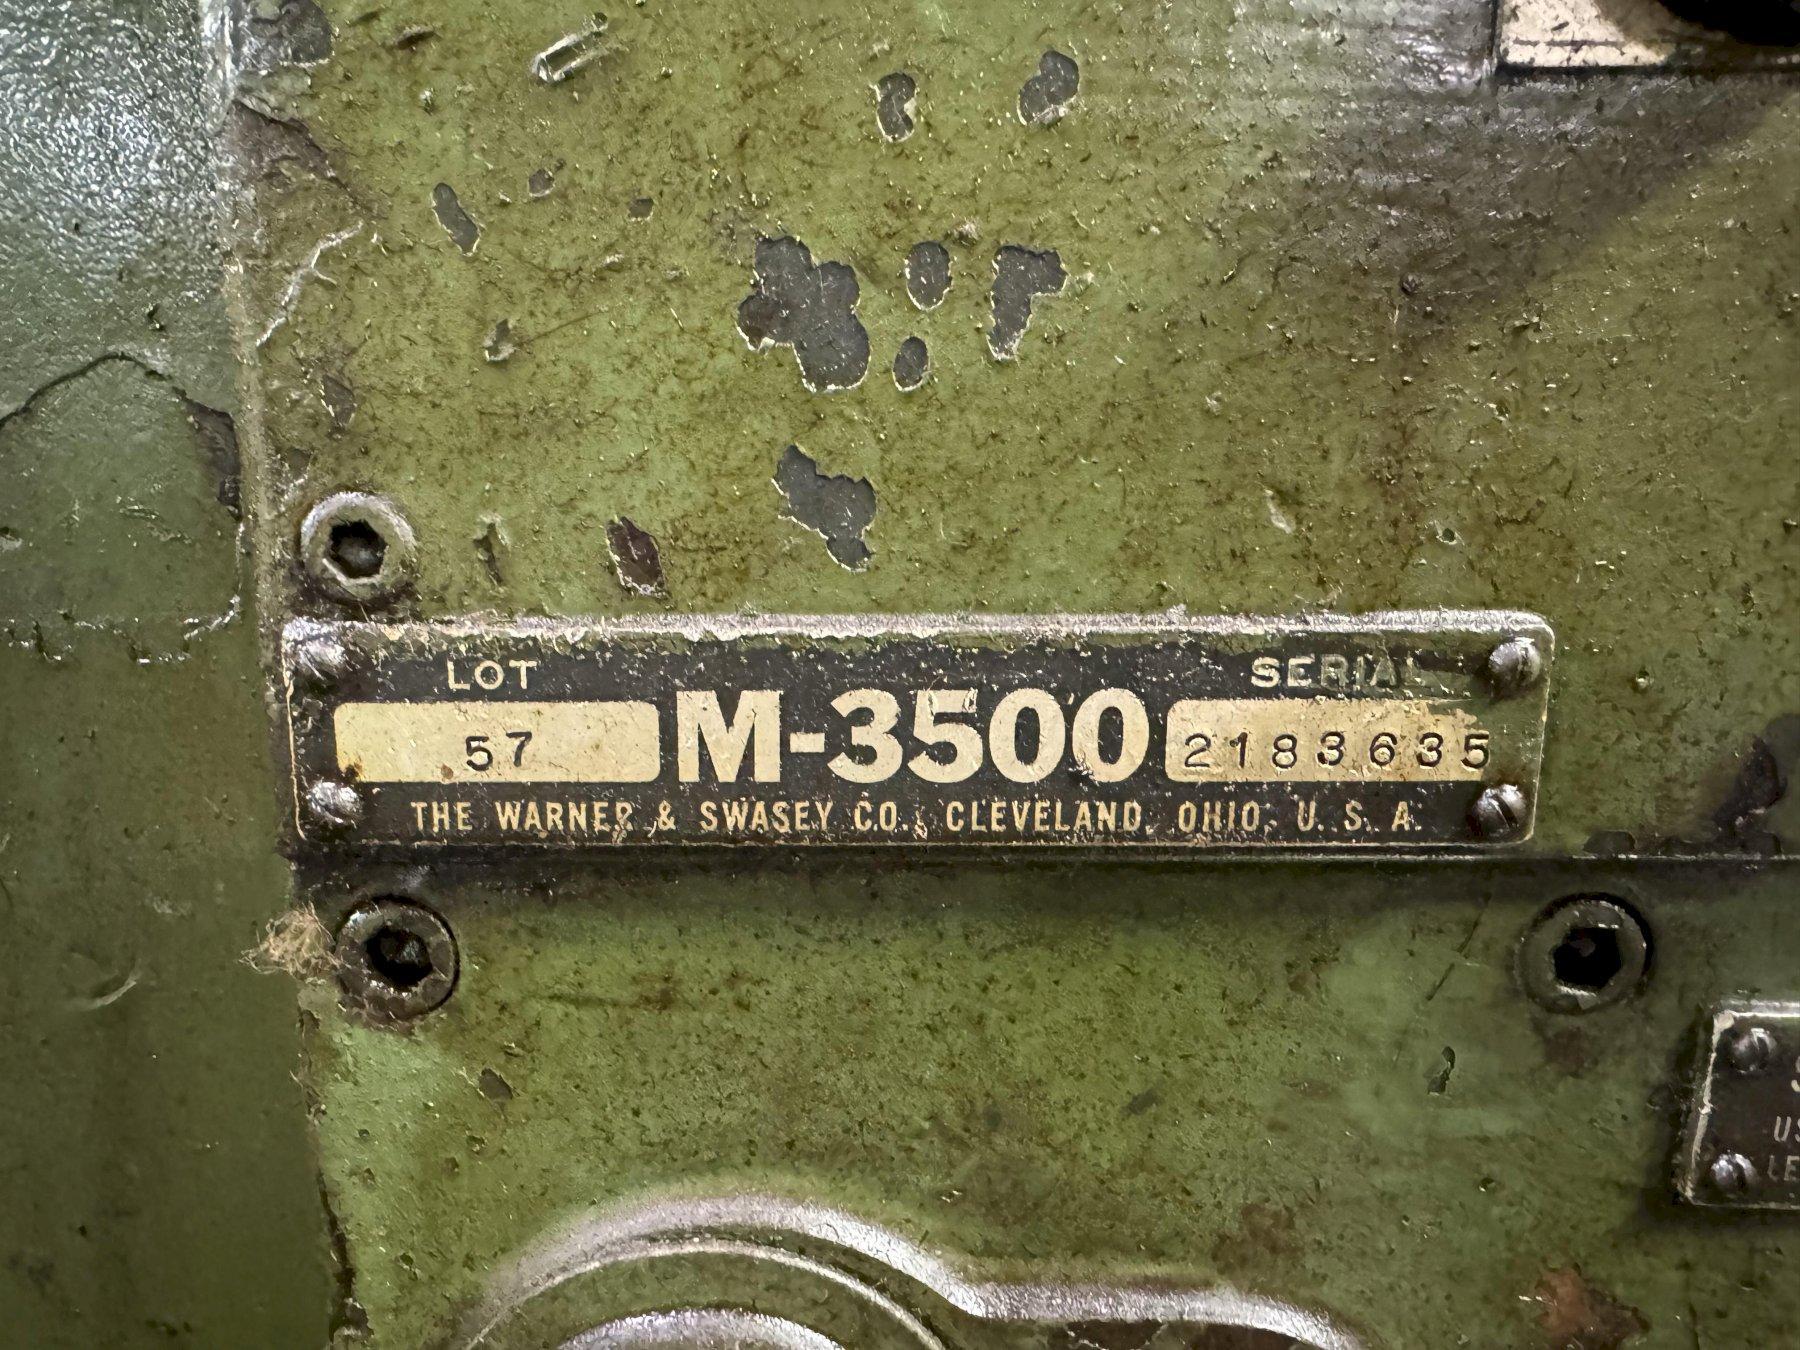 LOT
SERIAL
57
M-3500
2183635
THE WARNER & SWASEY CO., CLEVELAND, OHIO, U. S. A.